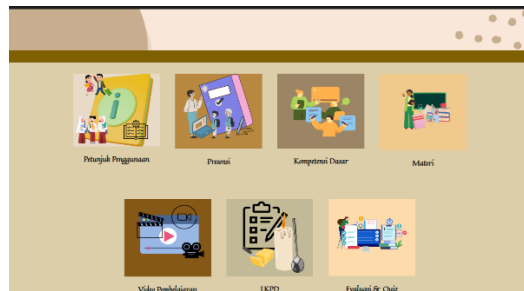 Petunjuk Penggunaan
Presensi
Kompetensi Dasar
Materi
Video Pembelajaran
LKPD
Evaluasi & Quiz